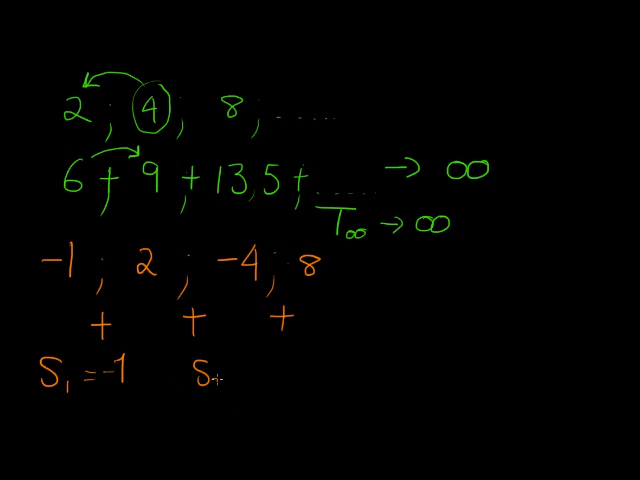 2 ; 4 ; 8 ; ......
6 + 9 + 13,5 + ...... → ∞
T∞ → ∞
-1 ; 2 ; -4 ; 8
+ + +
S₁ = -1 S